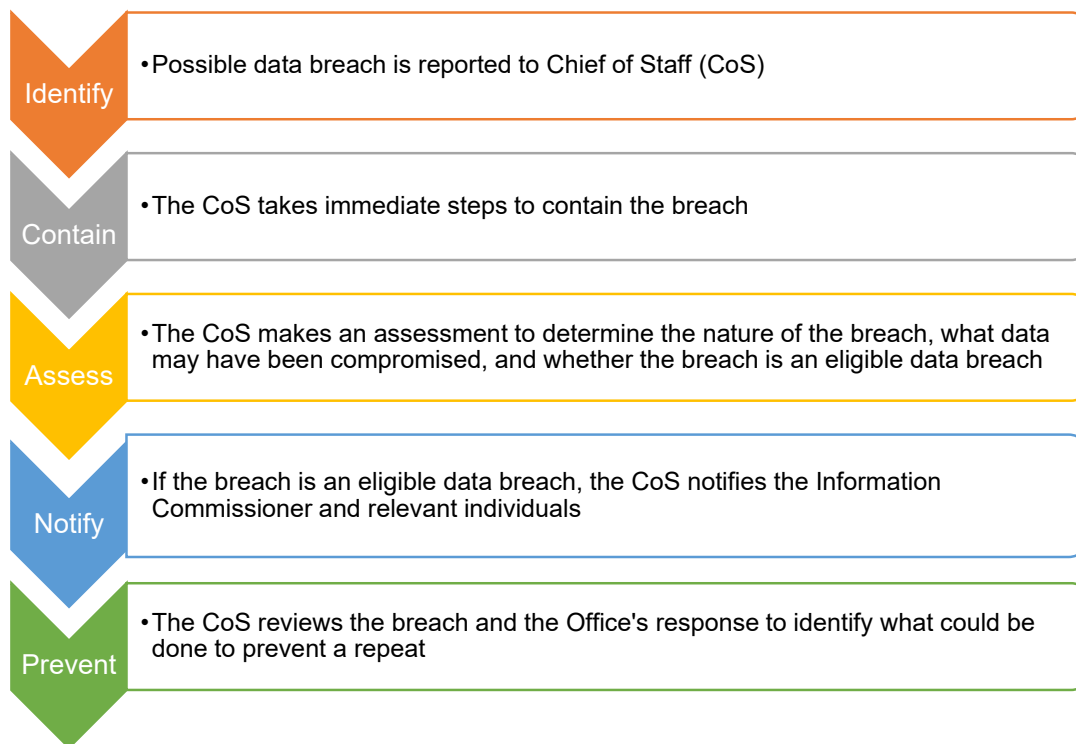 Identify
•Possible data breach is reported to Chief of Staff (CoS)
Contain
•The CoS takes immediate steps to contain the breach
Assess
•The CoS makes an assessment to determine the nature of the breach, what data
may have been compromised, and whether the breach is an eligible data breach
Notify
•If the breach is an eligible data breach, the CoS notifies the Information
Commissioner and relevant individuals
Prevent
•The CoS reviews the breach and the Office's response to identify what could be
done to prevent a repeat